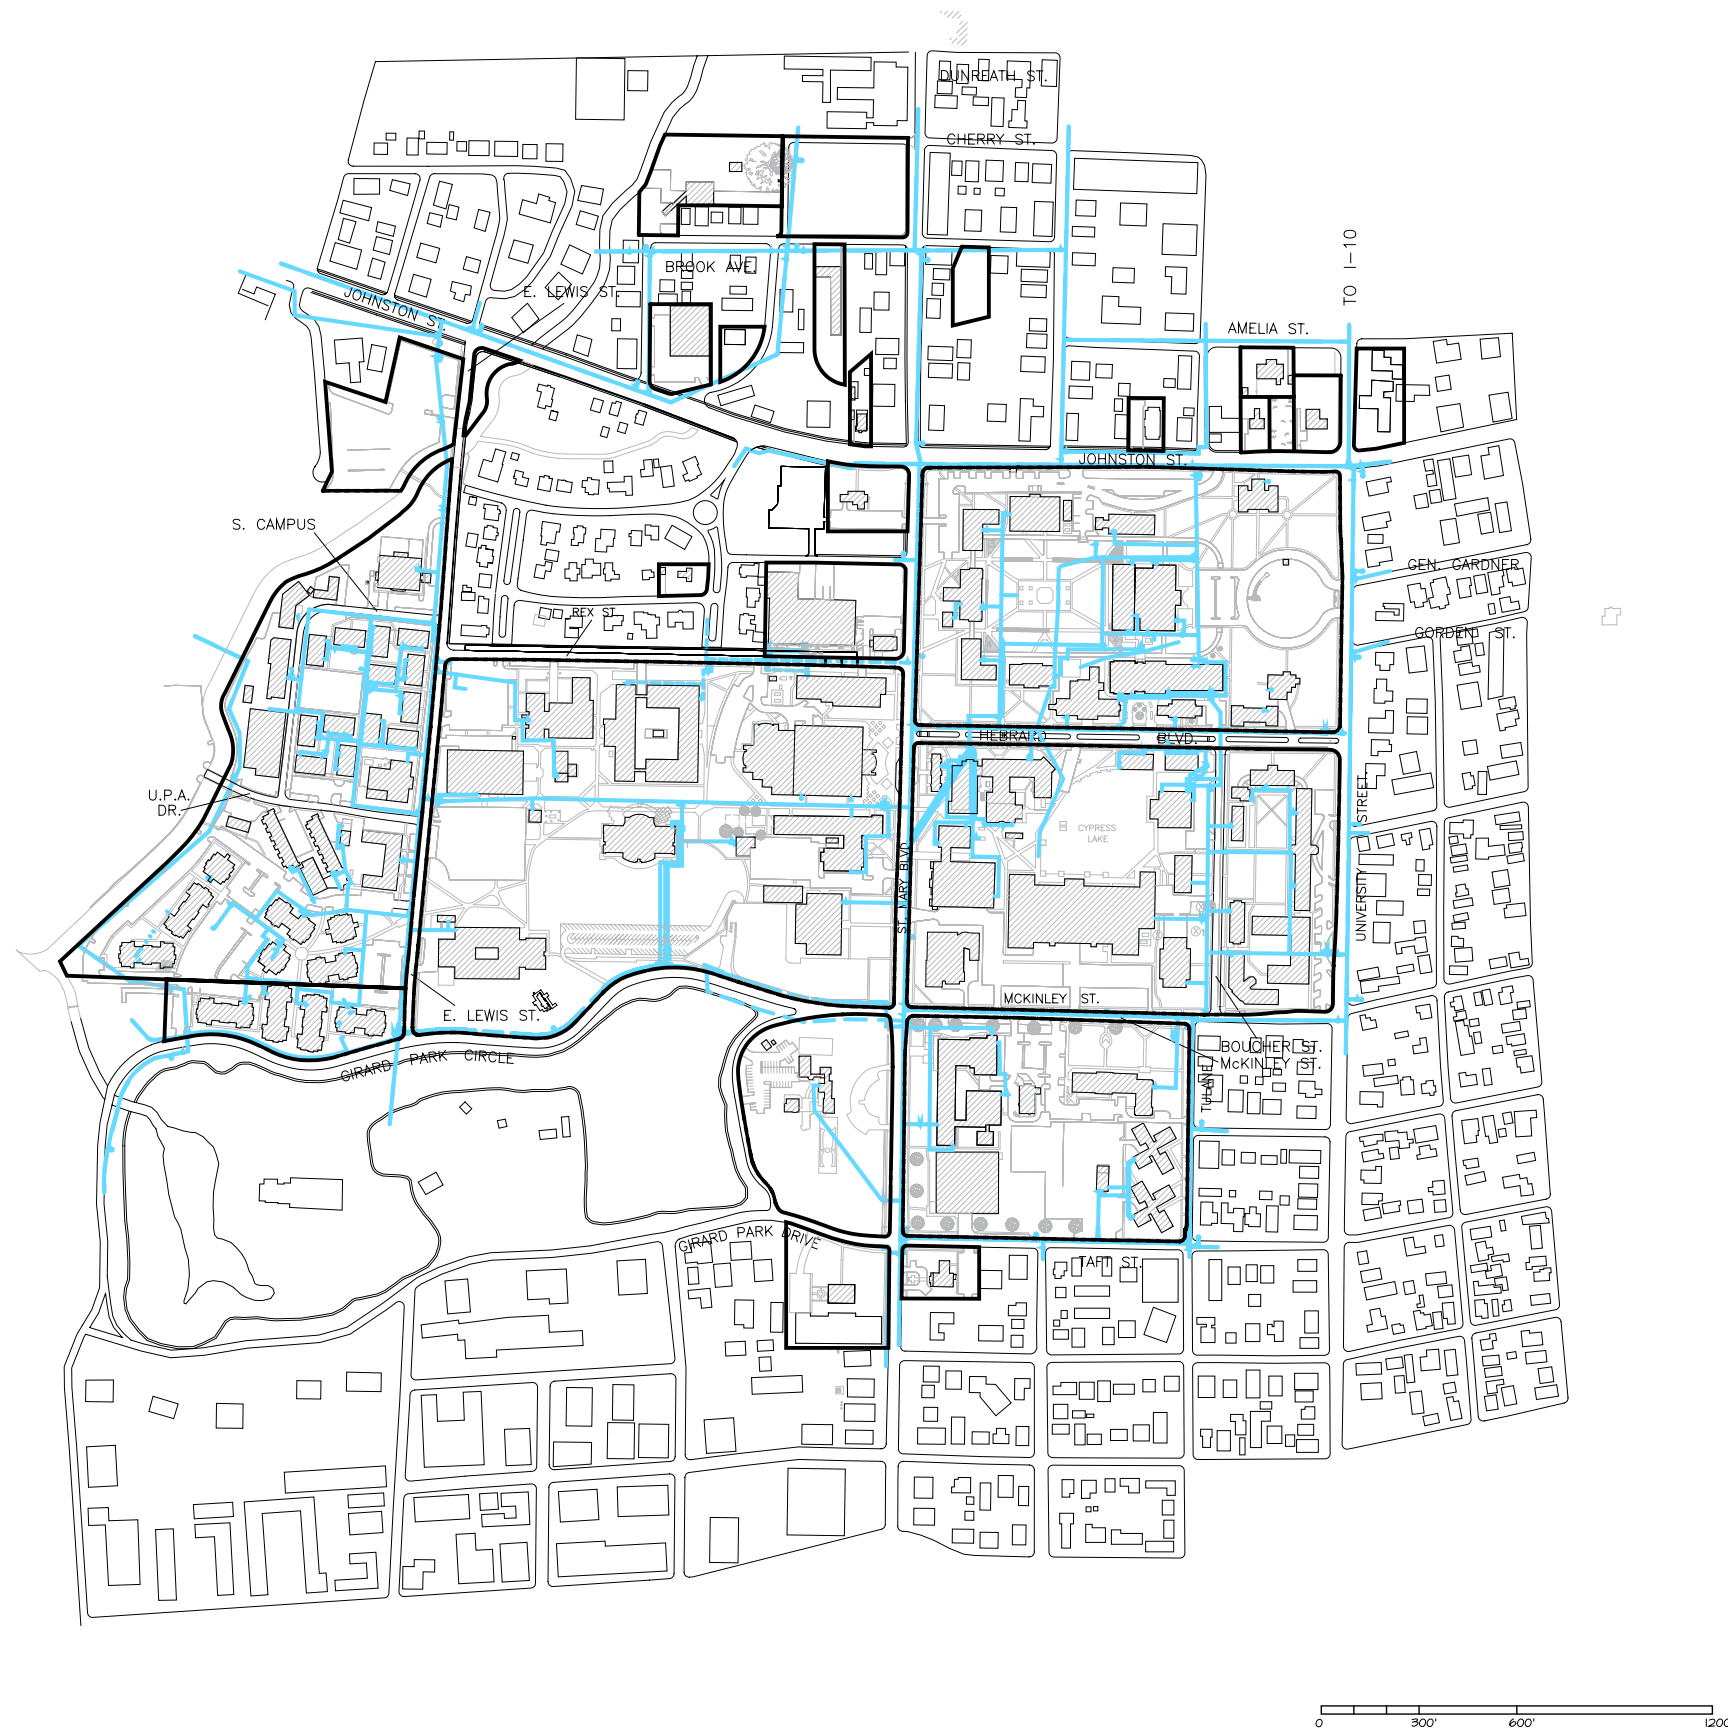 DUNREATH ST.
CHERRY ST.
TO I-10
BROOK AVE.
E. LEWIS ST.
JOHNSTON ST.
AMELIA ST.
JOHNSTON ST.
S. CAMPUS
GEN. GARDNER
REX ST.
GORDENT ST.
HEBRARD BLVD.
U.P.A.
DR.
STREET.
UNIVERSITY
CYPRESS
LAKE
ST. MARY BLVD.
MCKINLEY ST.
E. LEWIS ST.
BOUCHER ST.
McKINLEY ST.
GIRARD PARK CIRCLE
TULANE
GIRARD PARK DRIVE
TAFT ST.
0 300' 600' 1200